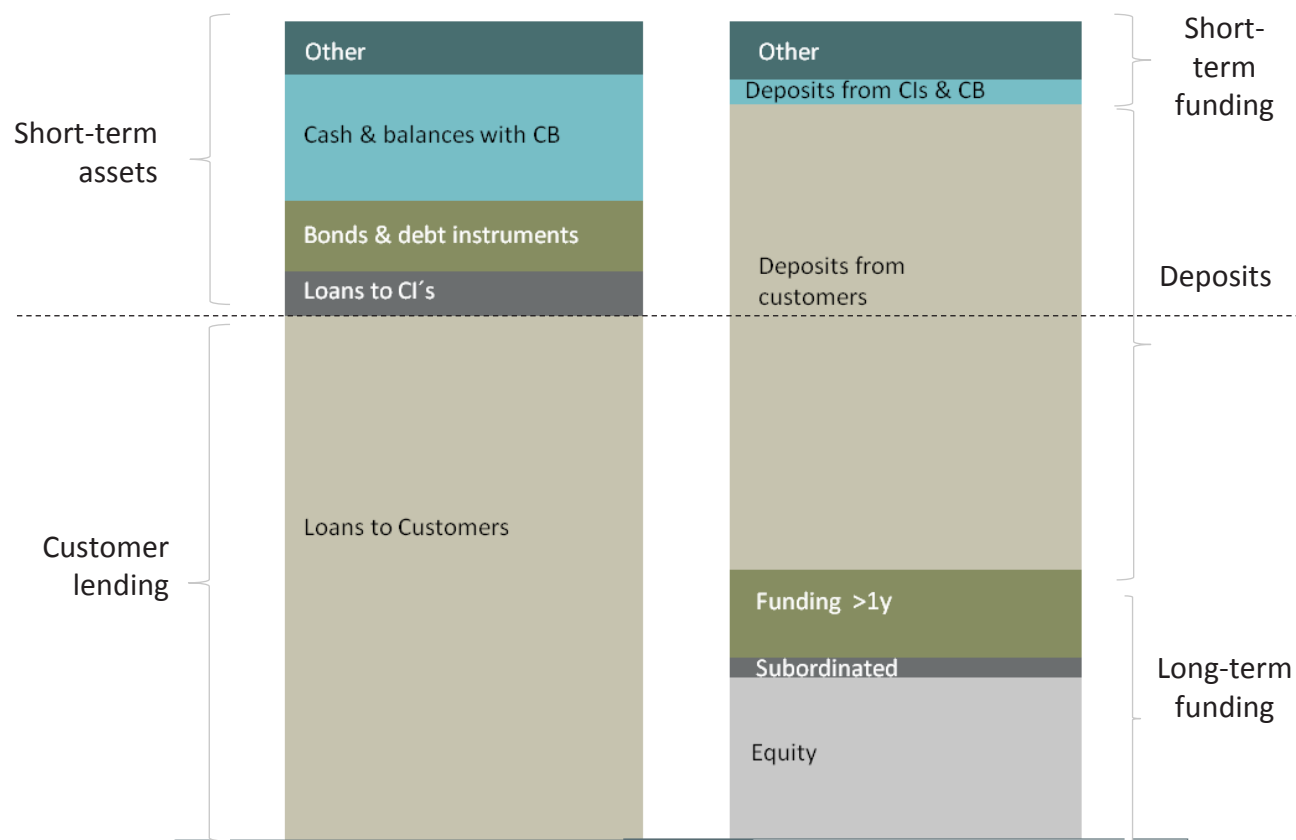 Short-term
assets
Customer
lending
Other
Cash & balances with CB
Bonds & debt instruments
Loans to CI´s
Loans to Customers
Other
Deposits from CIs & CB
Deposits from
customers
Funding >1y
Subordinated
Equity
Short-
term
funding
Deposits
Long-term
funding